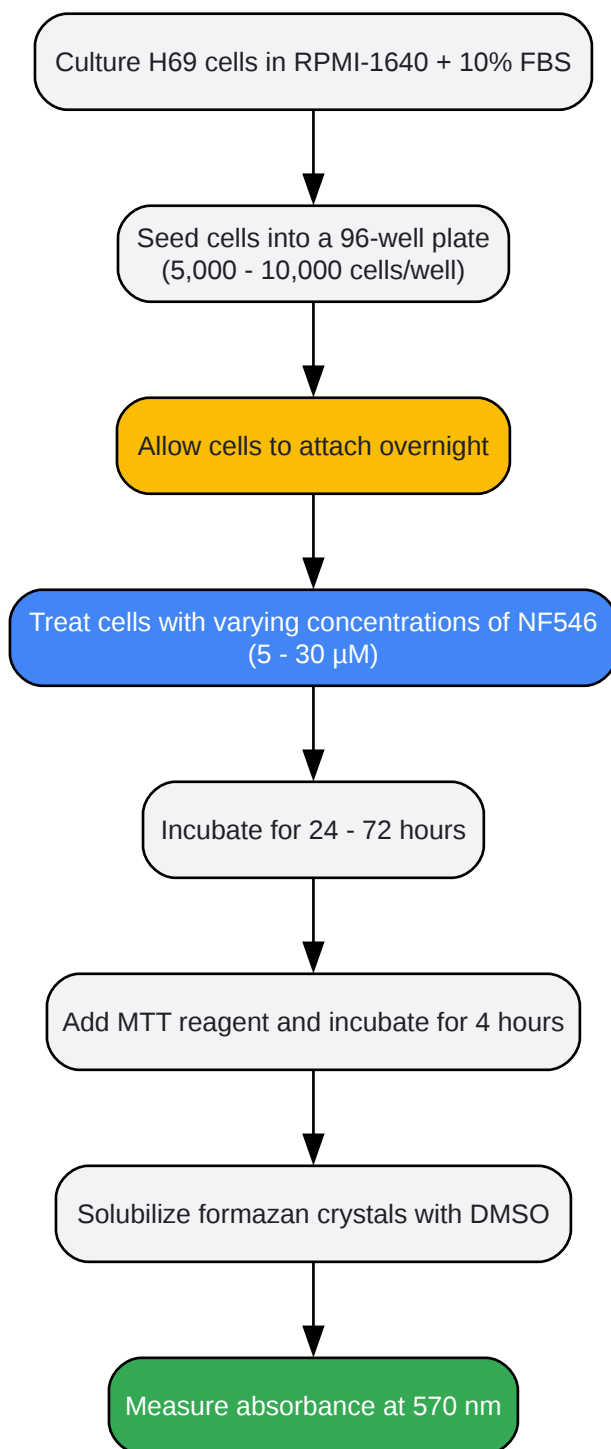 Culture H69 cells in RPMI-1640 + 10% FBS
Seed cells into a 96-well plate
(5,000 - 10,000 cells/well)
Allow cells to attach overnight
Treat cells with varying concentrations of NF546
(5 - 30 µM)
Incubate for 24 - 72 hours
Add MTT reagent and incubate for 4 hours
Solubilize formazan crystals with DMSO
Measure absorbance at 570 nm